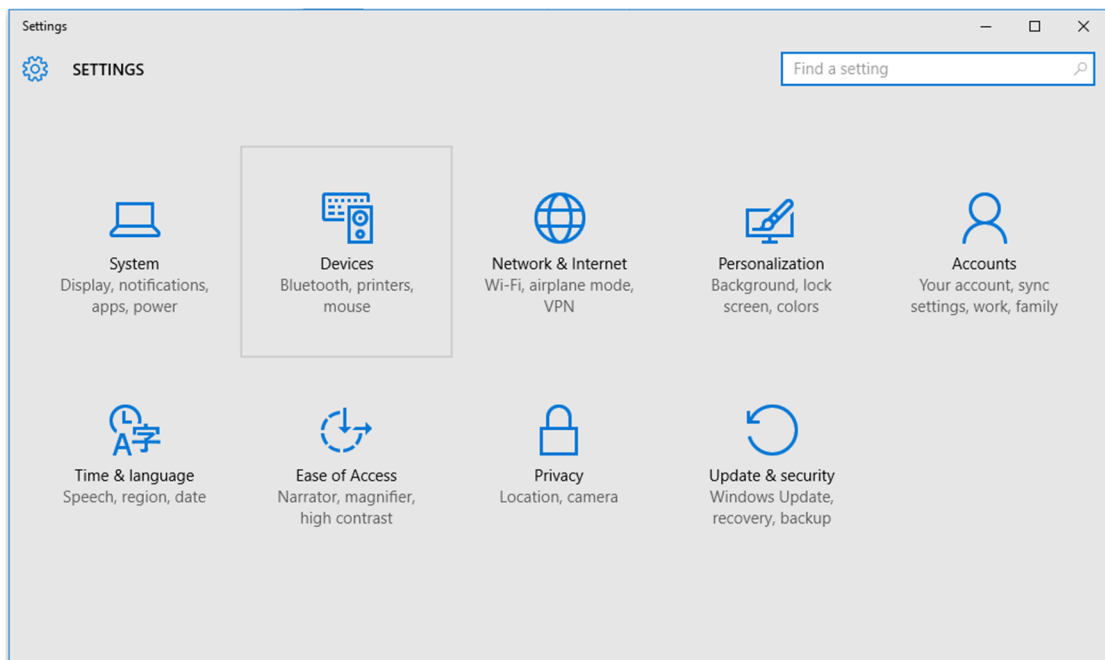 Settings
SETTINGS
Find a setting
System
Display, notifications,
apps, power
Devices
Bluetooth, printers,
mouse
Network & Internet
Wi-Fi, airplane mode,
VPN
Personalization
Background, lock
screen, colors
Accounts
Your account, sync
settings, work, family
Time & language
Speech, region, date
Ease of Access
Narrator, magnifier,
high contrast
Privacy
Location, camera
Update & security
Windows Update,
recovery, backup